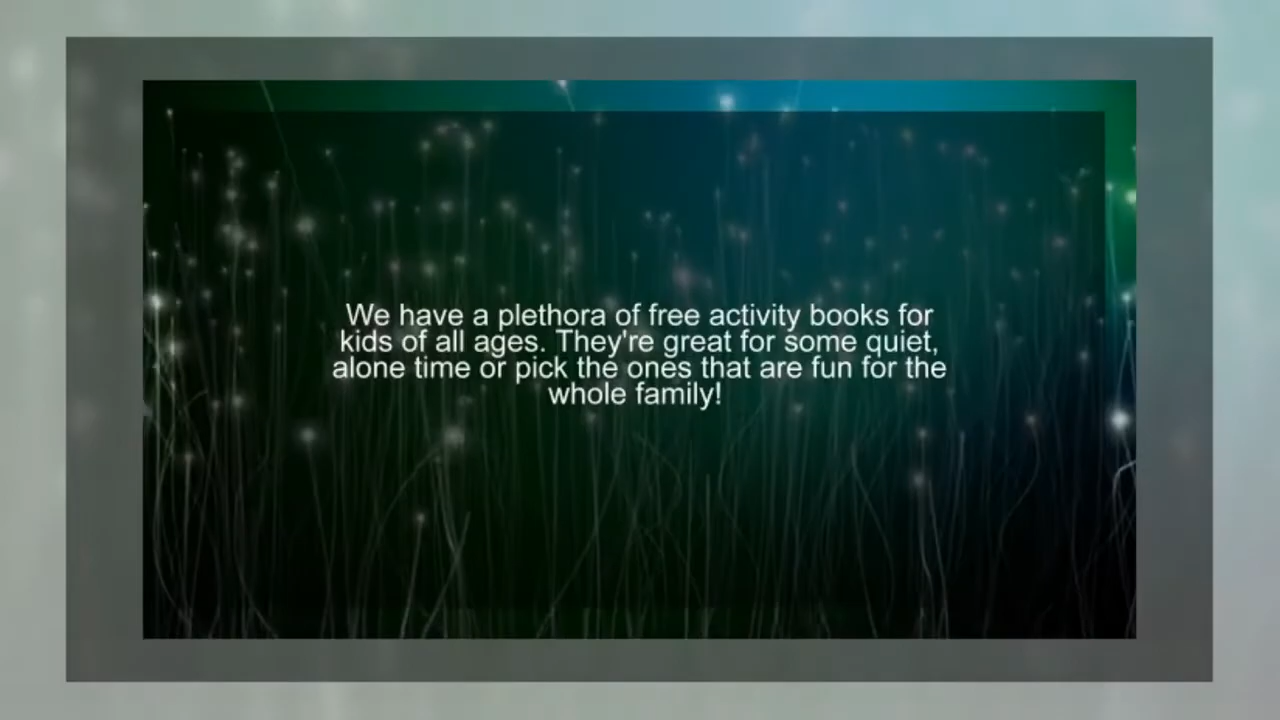 We have a plethora of free activity books for
kids of all ages. They're great for some quiet,
alone time or pick the ones that are fun for the
whole family!